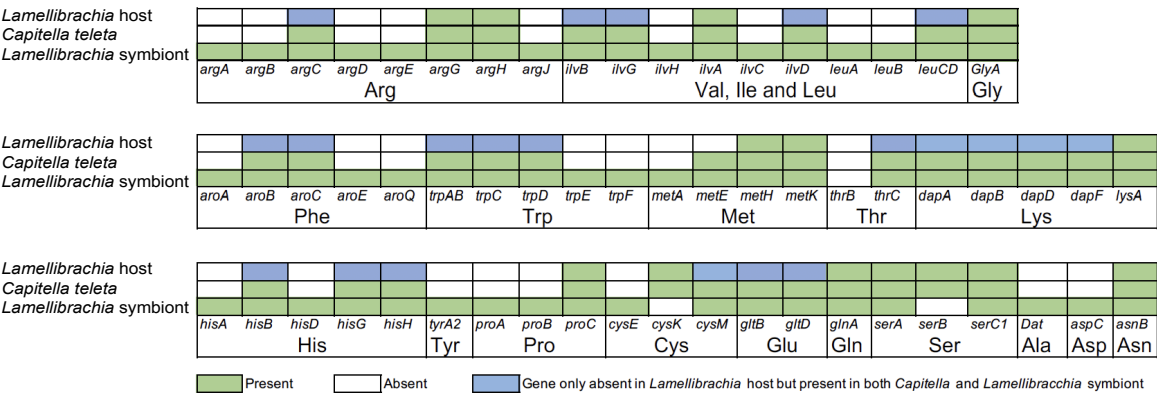 Lamellibrachia host
Capitella teleta
Lamellibrachia symbiont
argA argB argC argD argE argG argH argJ ilvB ilvG ilvH ilvA ilvC ilvD leuA leuB leuCD GlyA
Arg Val, Ile and Leu Gly
Lamellibrachia host
Capitella teleta
Lamellibrachia symbiont
aroA aroB aroC aroE aroQ trpAB trpC trpD trpE trpF metA metE metH metK thrB thrC dapA dapB dapD dapF lysA
Phe Trp Met Thr Lys
Lamellibrachia host
Capitella teleta
Lamellibrachia symbiont
hisA hisB hisD hisG hisH tyrA2 proA proB proC cysE cysK cysM gltB gltD glnA serA serB serC1 Dat aspC asnB
His Tyr Pro Cys Glu Gln Ser Ala Asp Asn
Present Absent Gene only absent in Lamellibrachia host but present in both Capitella and Lamellibracchia symbiont